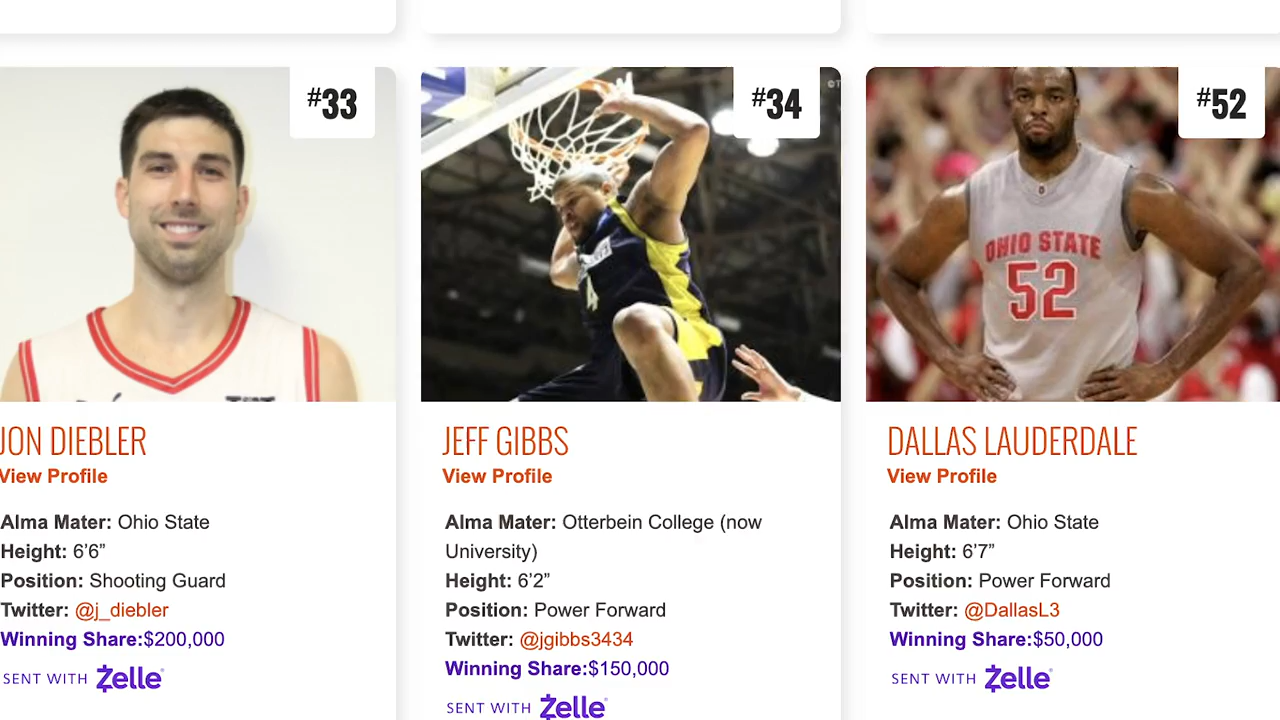 #33
JON DIEBLER
View Profile
Alma Mater: Ohio State
Height: 6’6”
Position: Shooting Guard
Twitter: @j_diebler
Winning Share:$200,000
SENT WITH Zelle®
#34
©T
4
JEFF GIBBS
View Profile
Alma Mater: Otterbein College (now
University)
Height: 6’2”
Position: Power Forward
Twitter: @jgibbs3434
Winning Share:$150,000
SENT WITH Zelle®
#52
OHIO STATE
52
DALLAS LAUDERDALE
View Profile
Alma Mater: Ohio State
Height: 6’7”
Position: Power Forward
Twitter: @DallasL3
Winning Share:$50,000
SENT WITH Zelle®